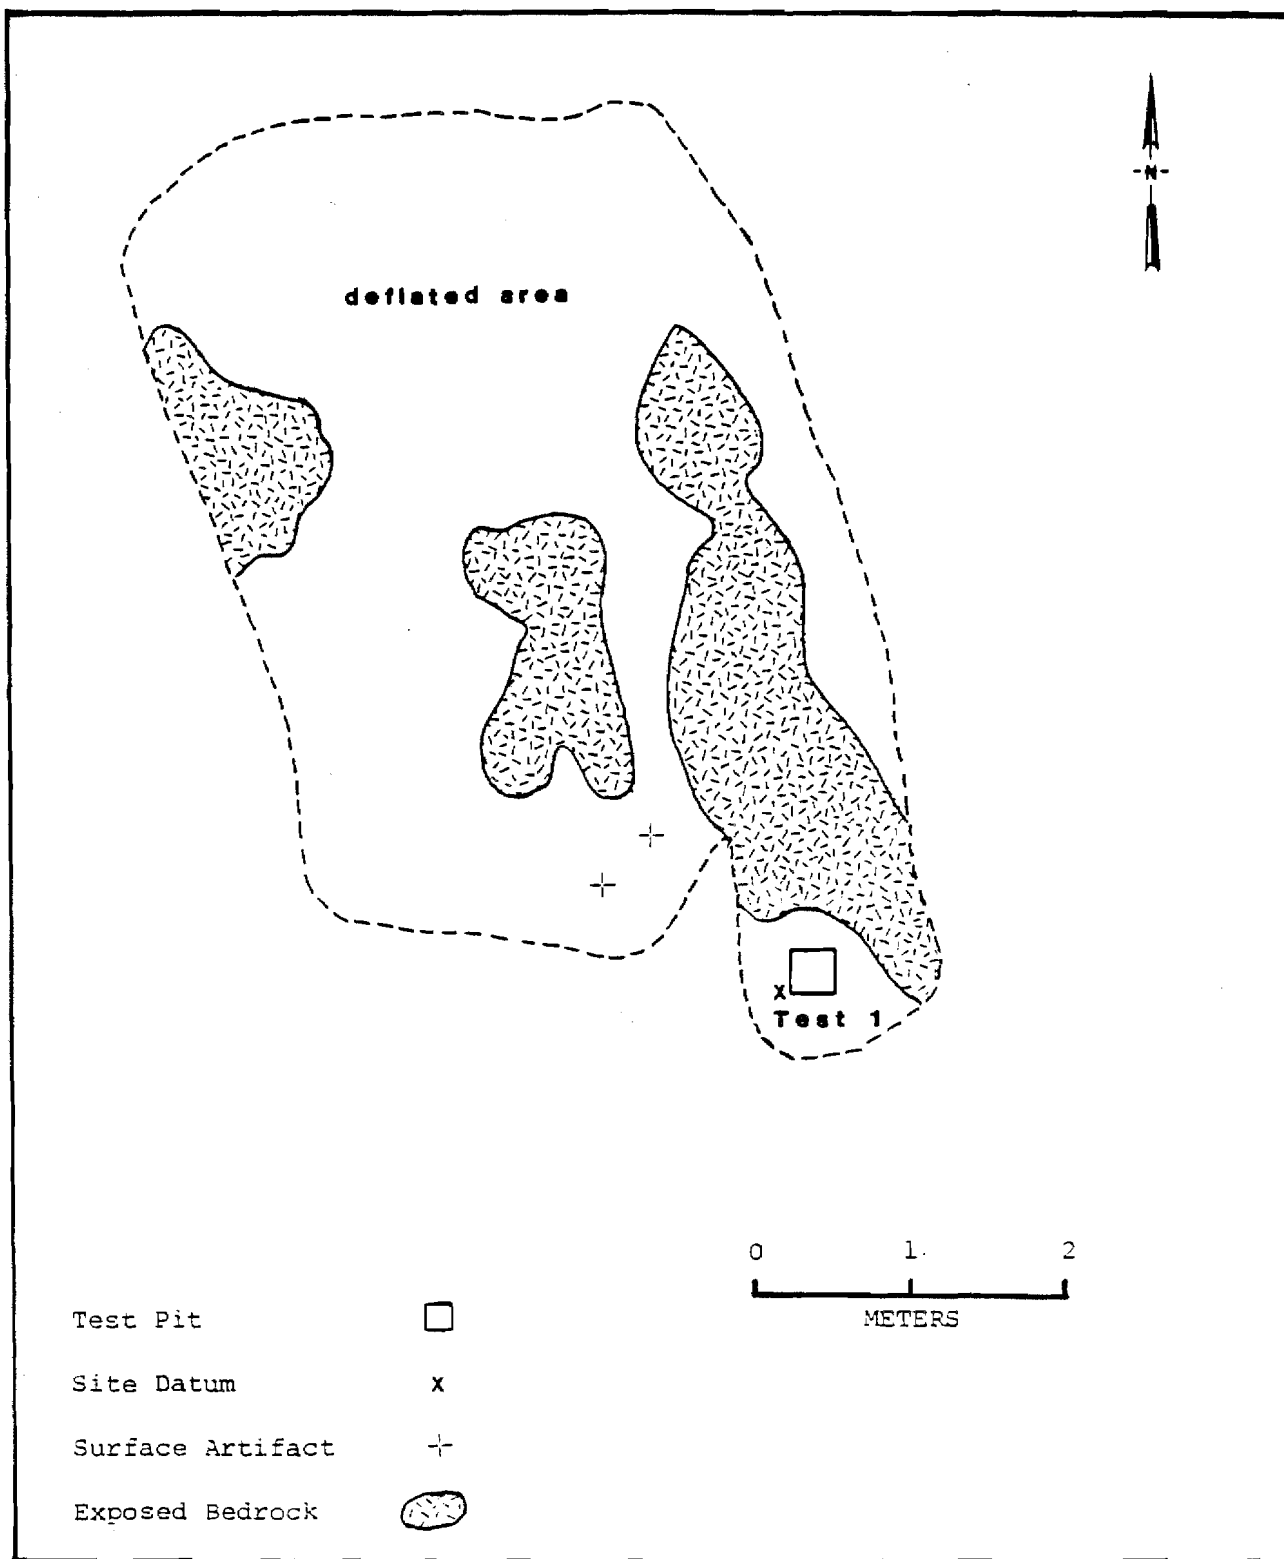 -N-
deflated area
x
Test 1
0 1 2
METERS
Test Pit
Site Datum x
Surface Artifact
Exposed Bedrock